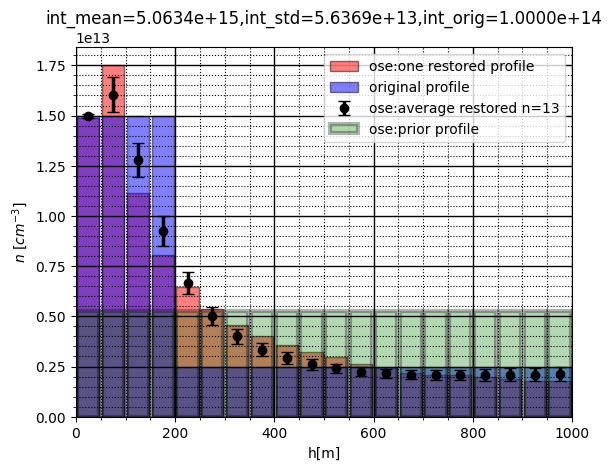 int_mean=5.0634e+15,int_std=5.6369e+13,int_orig=1.0000e+14
1e13
ose:one restored profile
original profile
ose:average restored n=13
ose:prior profile
1.75
1.50
1.25
1.00
0.75
0.50
0.25
0.00
n [cm⁻³]
0 200 400 600 800 1000
h[m]